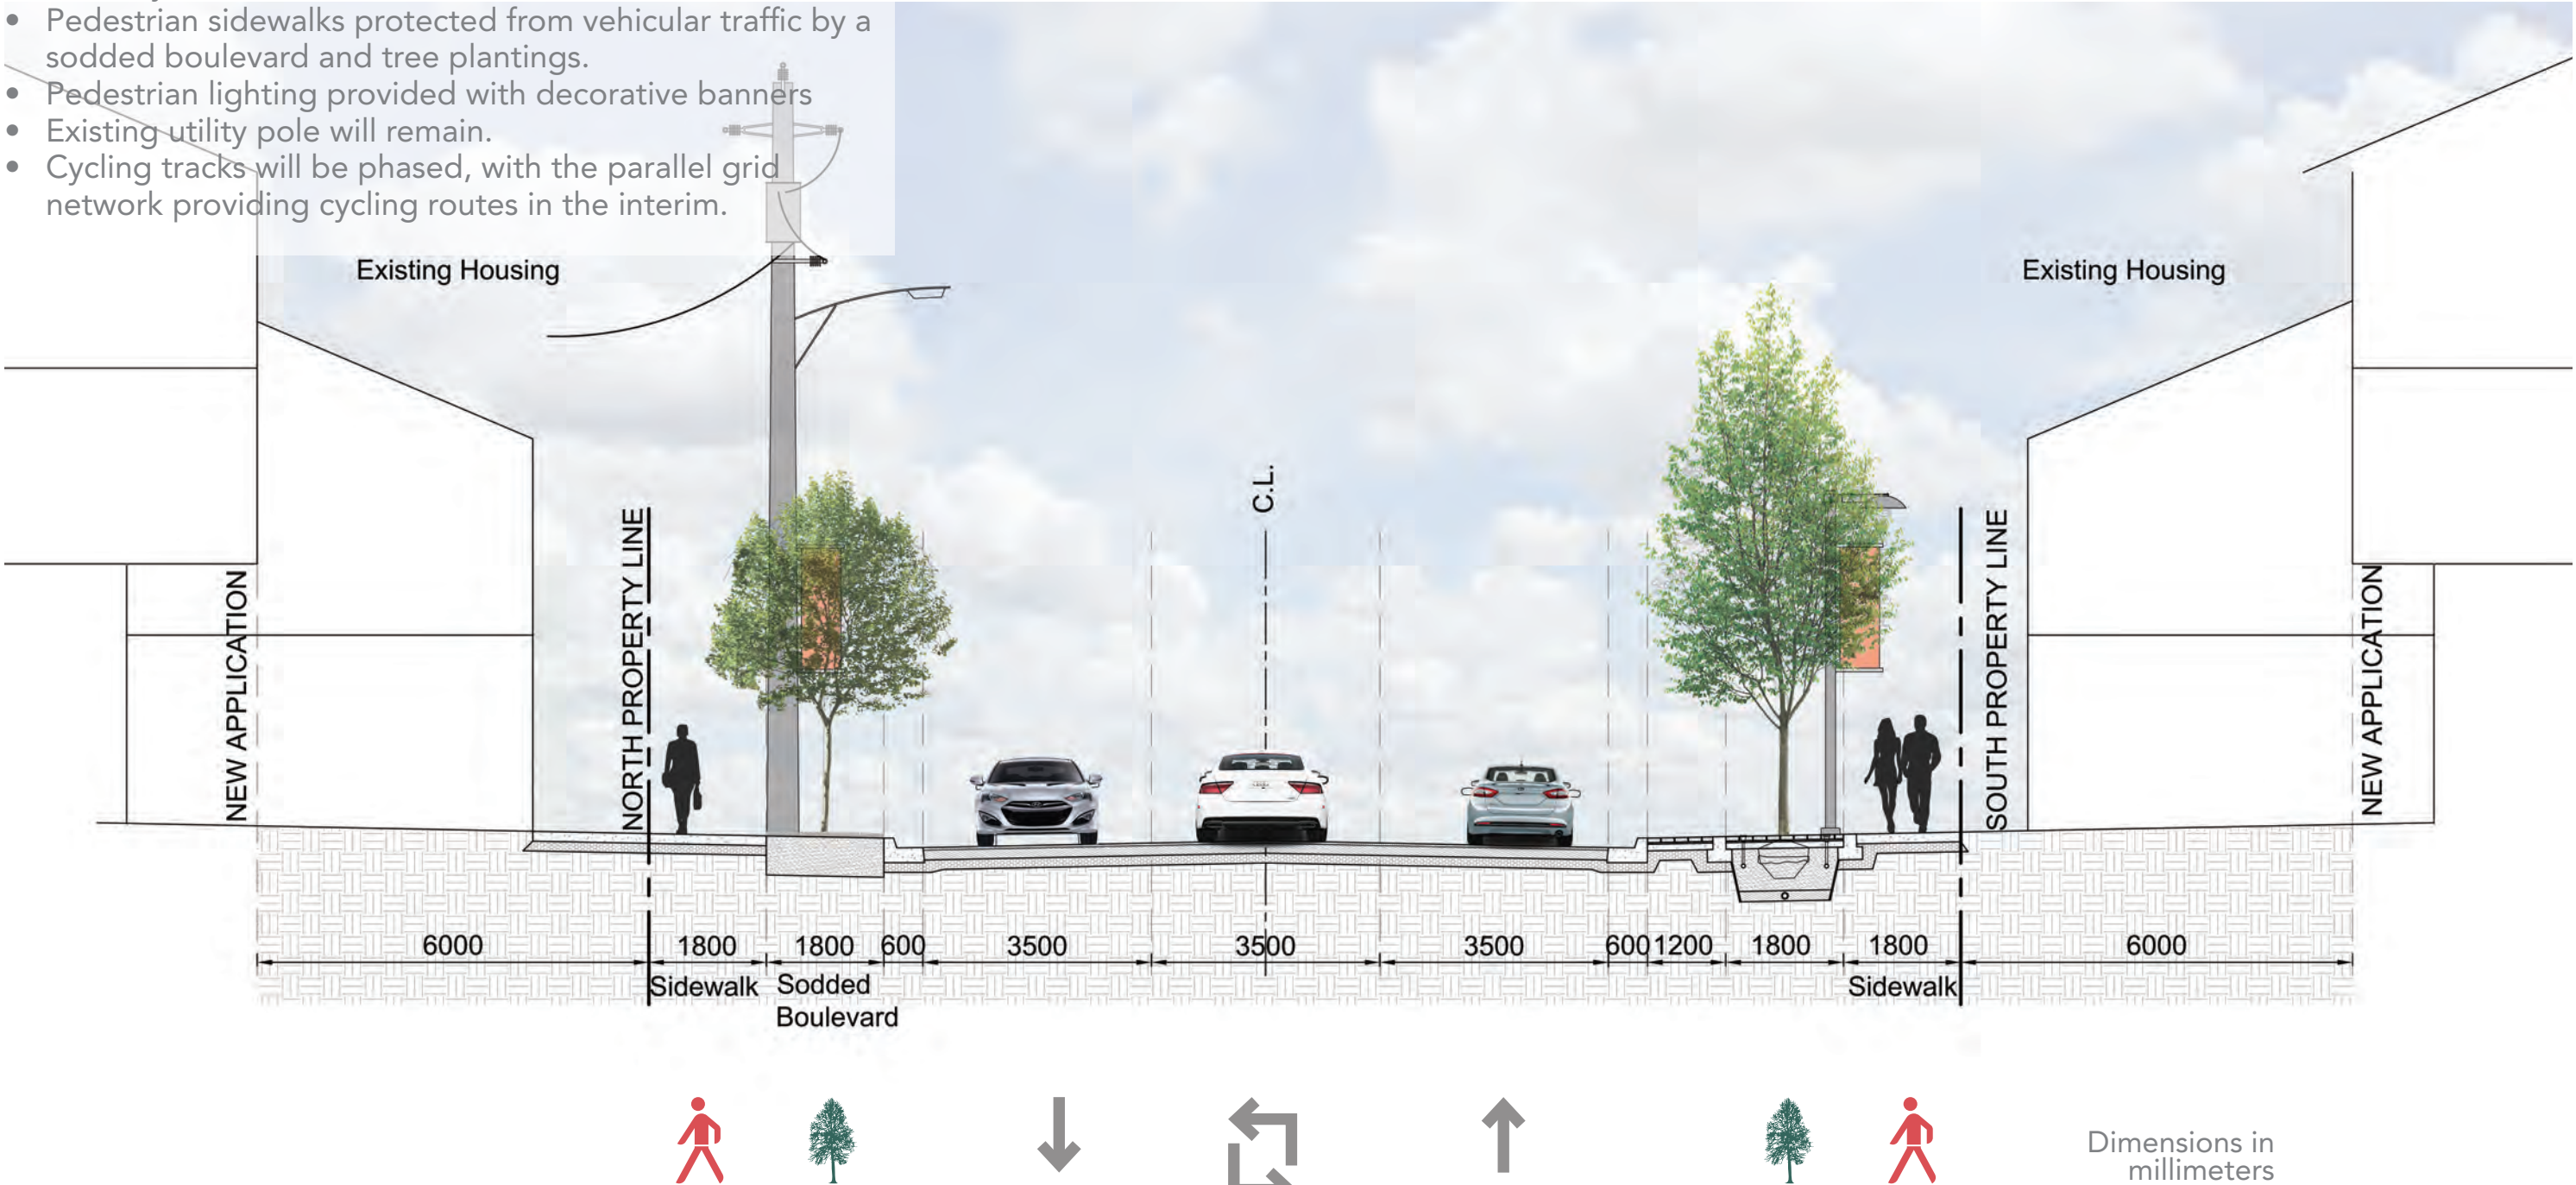 • Pedestrian sidewalks protected from vehicular traffic by a
sodded boulevard and tree plantings.
• Pedestrian lighting provided with decorative banners
• Existing utility pole will remain.
• Cycling tracks will be phased, with the parallel grid
network providing cycling routes in the interim.
Existing Housing
Existing Housing
C.L.
NEW APPLICATION
NORTH PROPERTY LINE
SOUTH PROPERTY LINE
NEW APPLICATION
6000 1800 1800 600 3500 3500 3500 600 1200 1800 1800 6000
Sidewalk Sodded Sidewalk
Boulevard
Dimensions in
millimeters